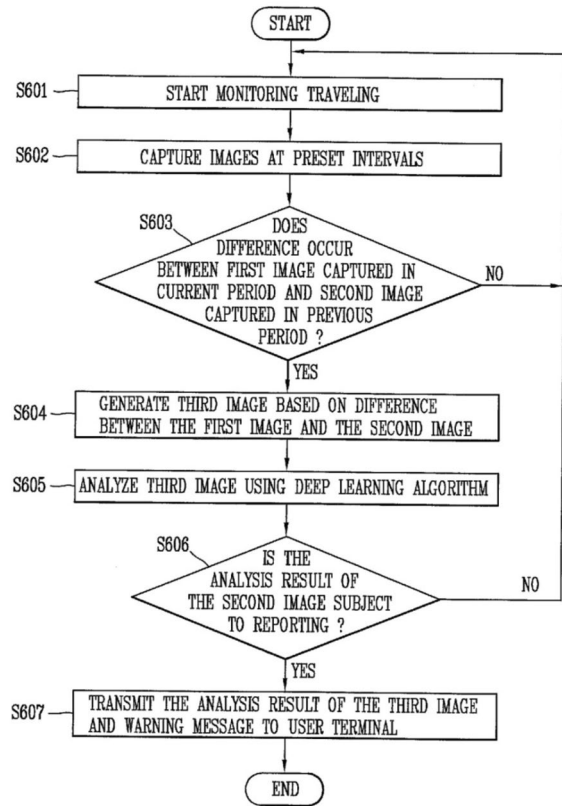 START
S601
START MONITORING TRAVELING
S602
CAPTURE IMAGES AT PRESET INTERVALS
S603
DOES
DIFFERENCE OCCUR
BETWEEN FIRST IMAGE CAPTURED IN
CURRENT PERIOD AND SECOND IMAGE
CAPTURED IN PREVIOUS
PERIOD ?
NO
YES
S604
GENERATE THIRD IMAGE BASED ON DIFFERENCE
BETWEEN THE FIRST IMAGE AND THE SECOND IMAGE
S605
ANALYZE THIRD IMAGE USING DEEP LEARNING ALGORITHM
S606
IS THE
ANALYSIS RESULT OF
THE SECOND IMAGE SUBJECT
TO REPORTING ?
NO
YES
S607
TRANSMIT THE ANALYSIS RESULT OF THE THIRD IMAGE
AND WARNING MESSAGE TO USER TERMINAL
END